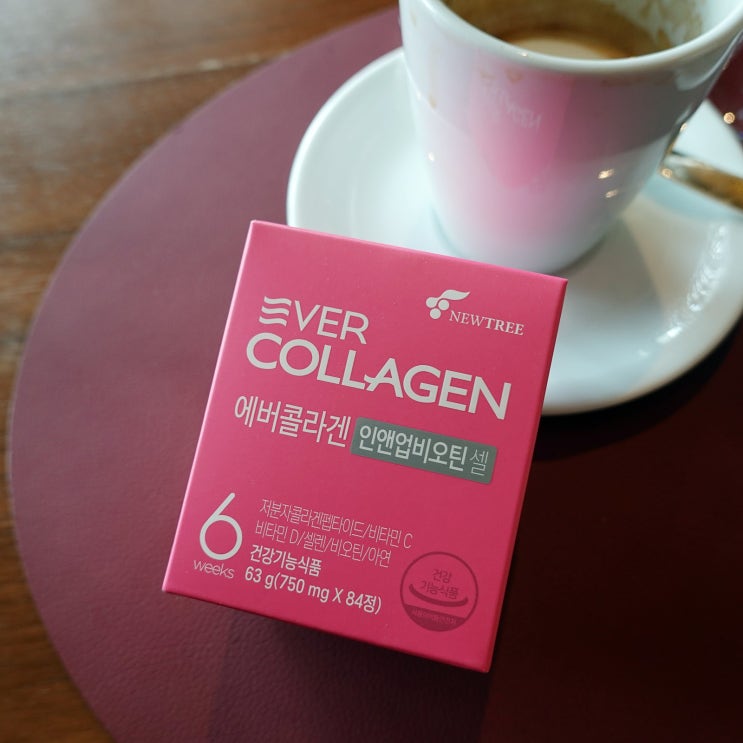 NEWTREE
EVER
COLLAGEN
에버콜라겐 인앤업비오틴 셀
6
weeks
저분자콜라겐펩타이드/비타민 C
비타민 D/셀렌/비오틴/아연
건강기능식품
63 g(750 mg X 84정)
건강
기능식품